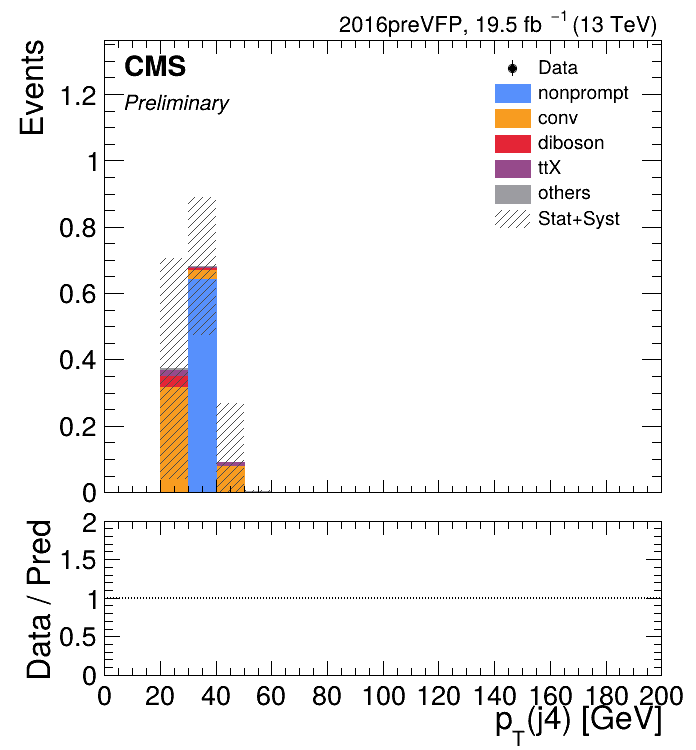 2016preVFP, 19.5 fb⁻¹ (13 TeV)
CMS
Preliminary
Events
Data
nonprompt
conv
diboson
ttX
others
Stat+Syst
1.2
1
0.8
0.6
0.4
0.2
0
Data / Pred
2
1.5
1
0.5
0
0 20 40 60 80 100 120 140 160 180 200
p_T(j4) [GeV]